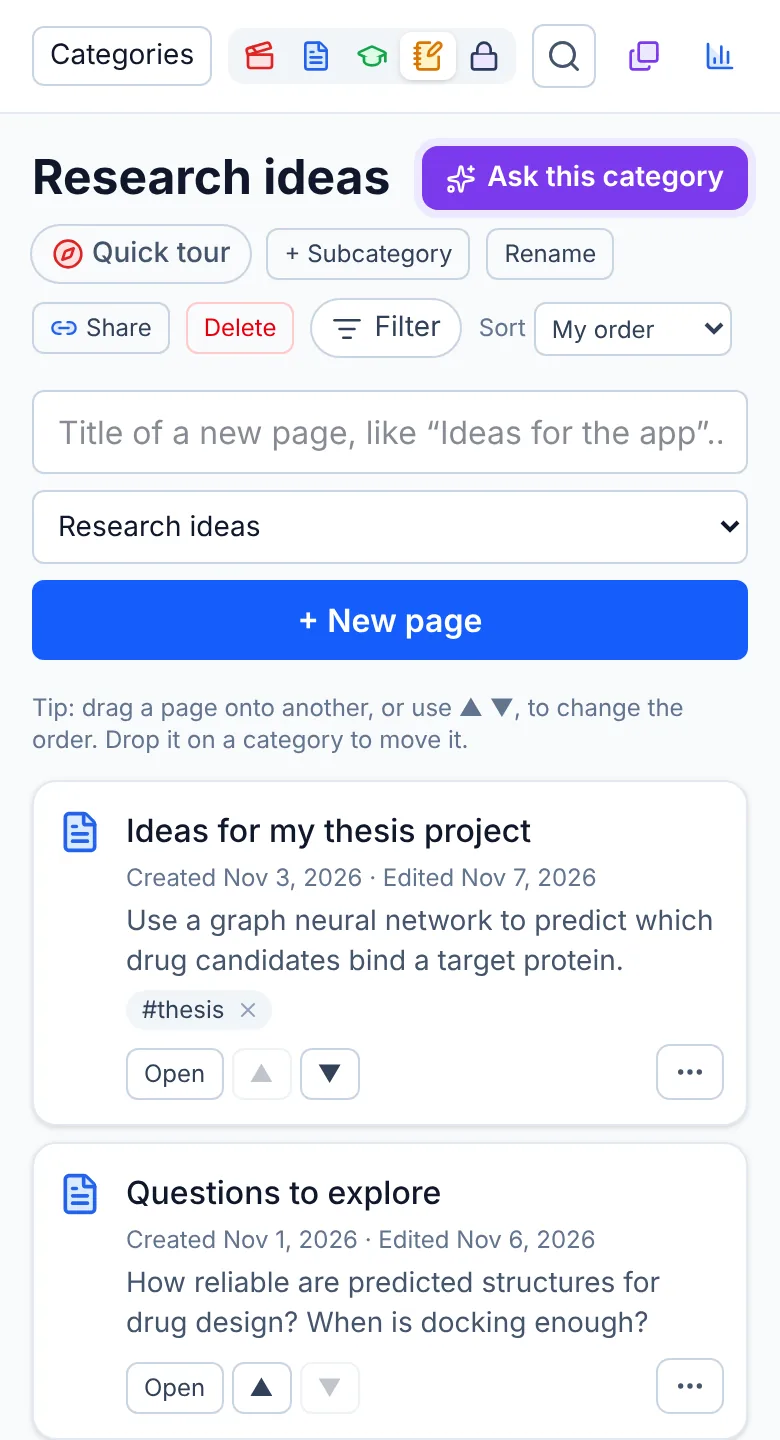 Categories
Research ideas
Ask this category
Quick tour
+ Subcategory
Rename
Share
Delete
Filter
Sort
My order
Title of a new page, like “Ideas for the app”..
Research ideas
+ New page
Tip: drag a page onto another, or use ▲ ▼, to change the
order. Drop it on a category to move it.
Ideas for my thesis project
Created Nov 3, 2026 · Edited Nov 7, 2026
Use a graph neural network to predict which
drug candidates bind a target protein.
#thesis ×
Open ▲ ▼ ···
Questions to explore
Created Nov 1, 2026 · Edited Nov 6, 2026
How reliable are predicted structures for
drug design? When is docking enough?
Open ▲ ▼ ···